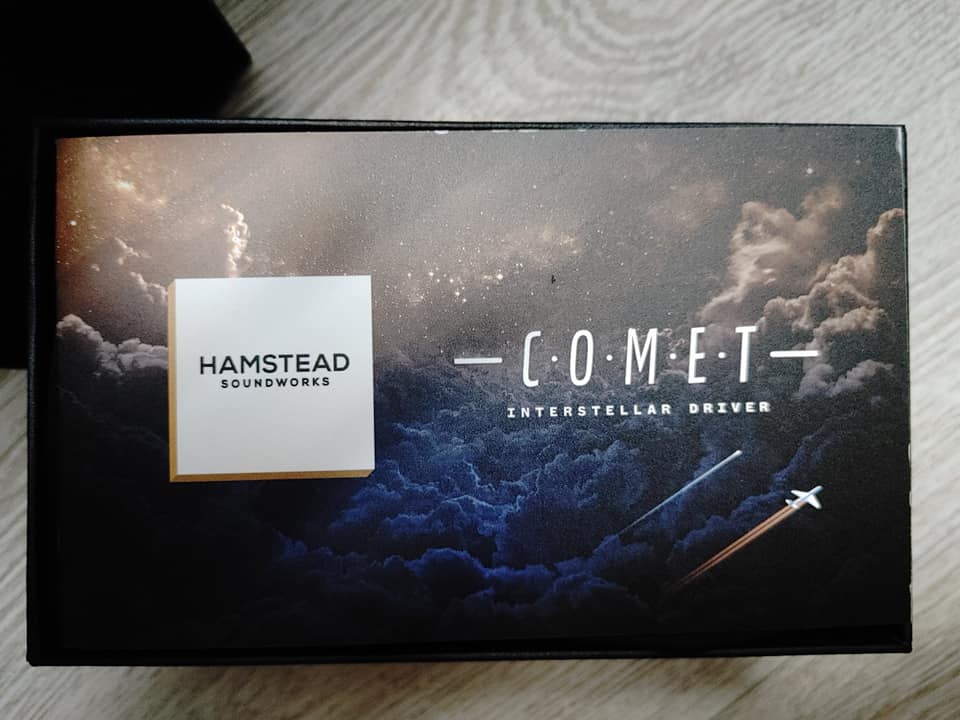 HAMSTEAD
SOUNDWORKS
C·O·M·E·T
INTERSTELLAR DRIVER